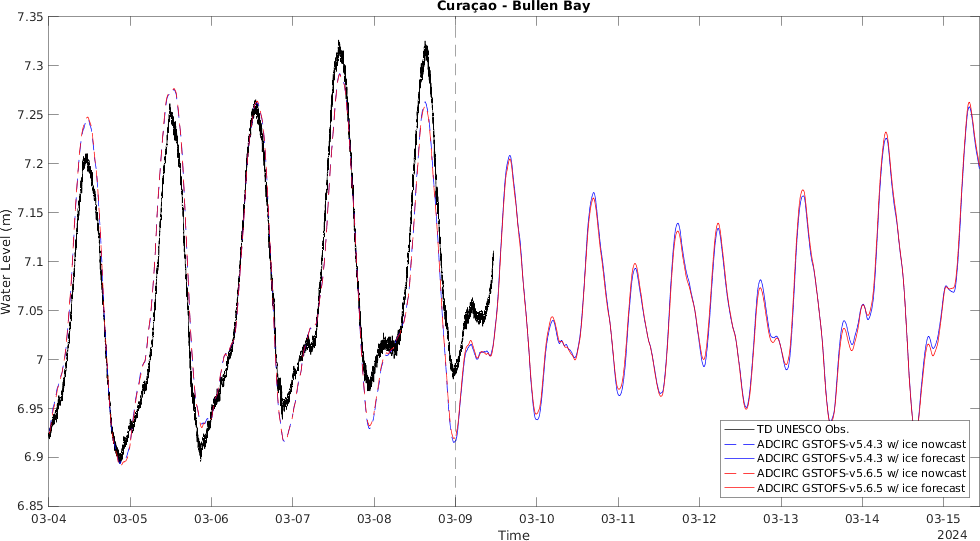 Curaçao - Bullen Bay
7.35
7.3
7.25
7.2
7.15
7.1
7.05
7
6.95
6.9
6.85
Water Level (m)
03-04 03-05 03-06 03-07 03-08 03-09 03-10 03-11 03-12 03-13 03-14 03-15
Time
2024
TD UNESCO Obs.
ADCIRC GSTOFS-v5.4.3 w/ ice nowcast
ADCIRC GSTOFS-v5.4.3 w/ ice forecast
ADCIRC GSTOFS-v5.6.5 w/ ice nowcast
ADCIRC GSTOFS-v5.6.5 w/ ice forecast